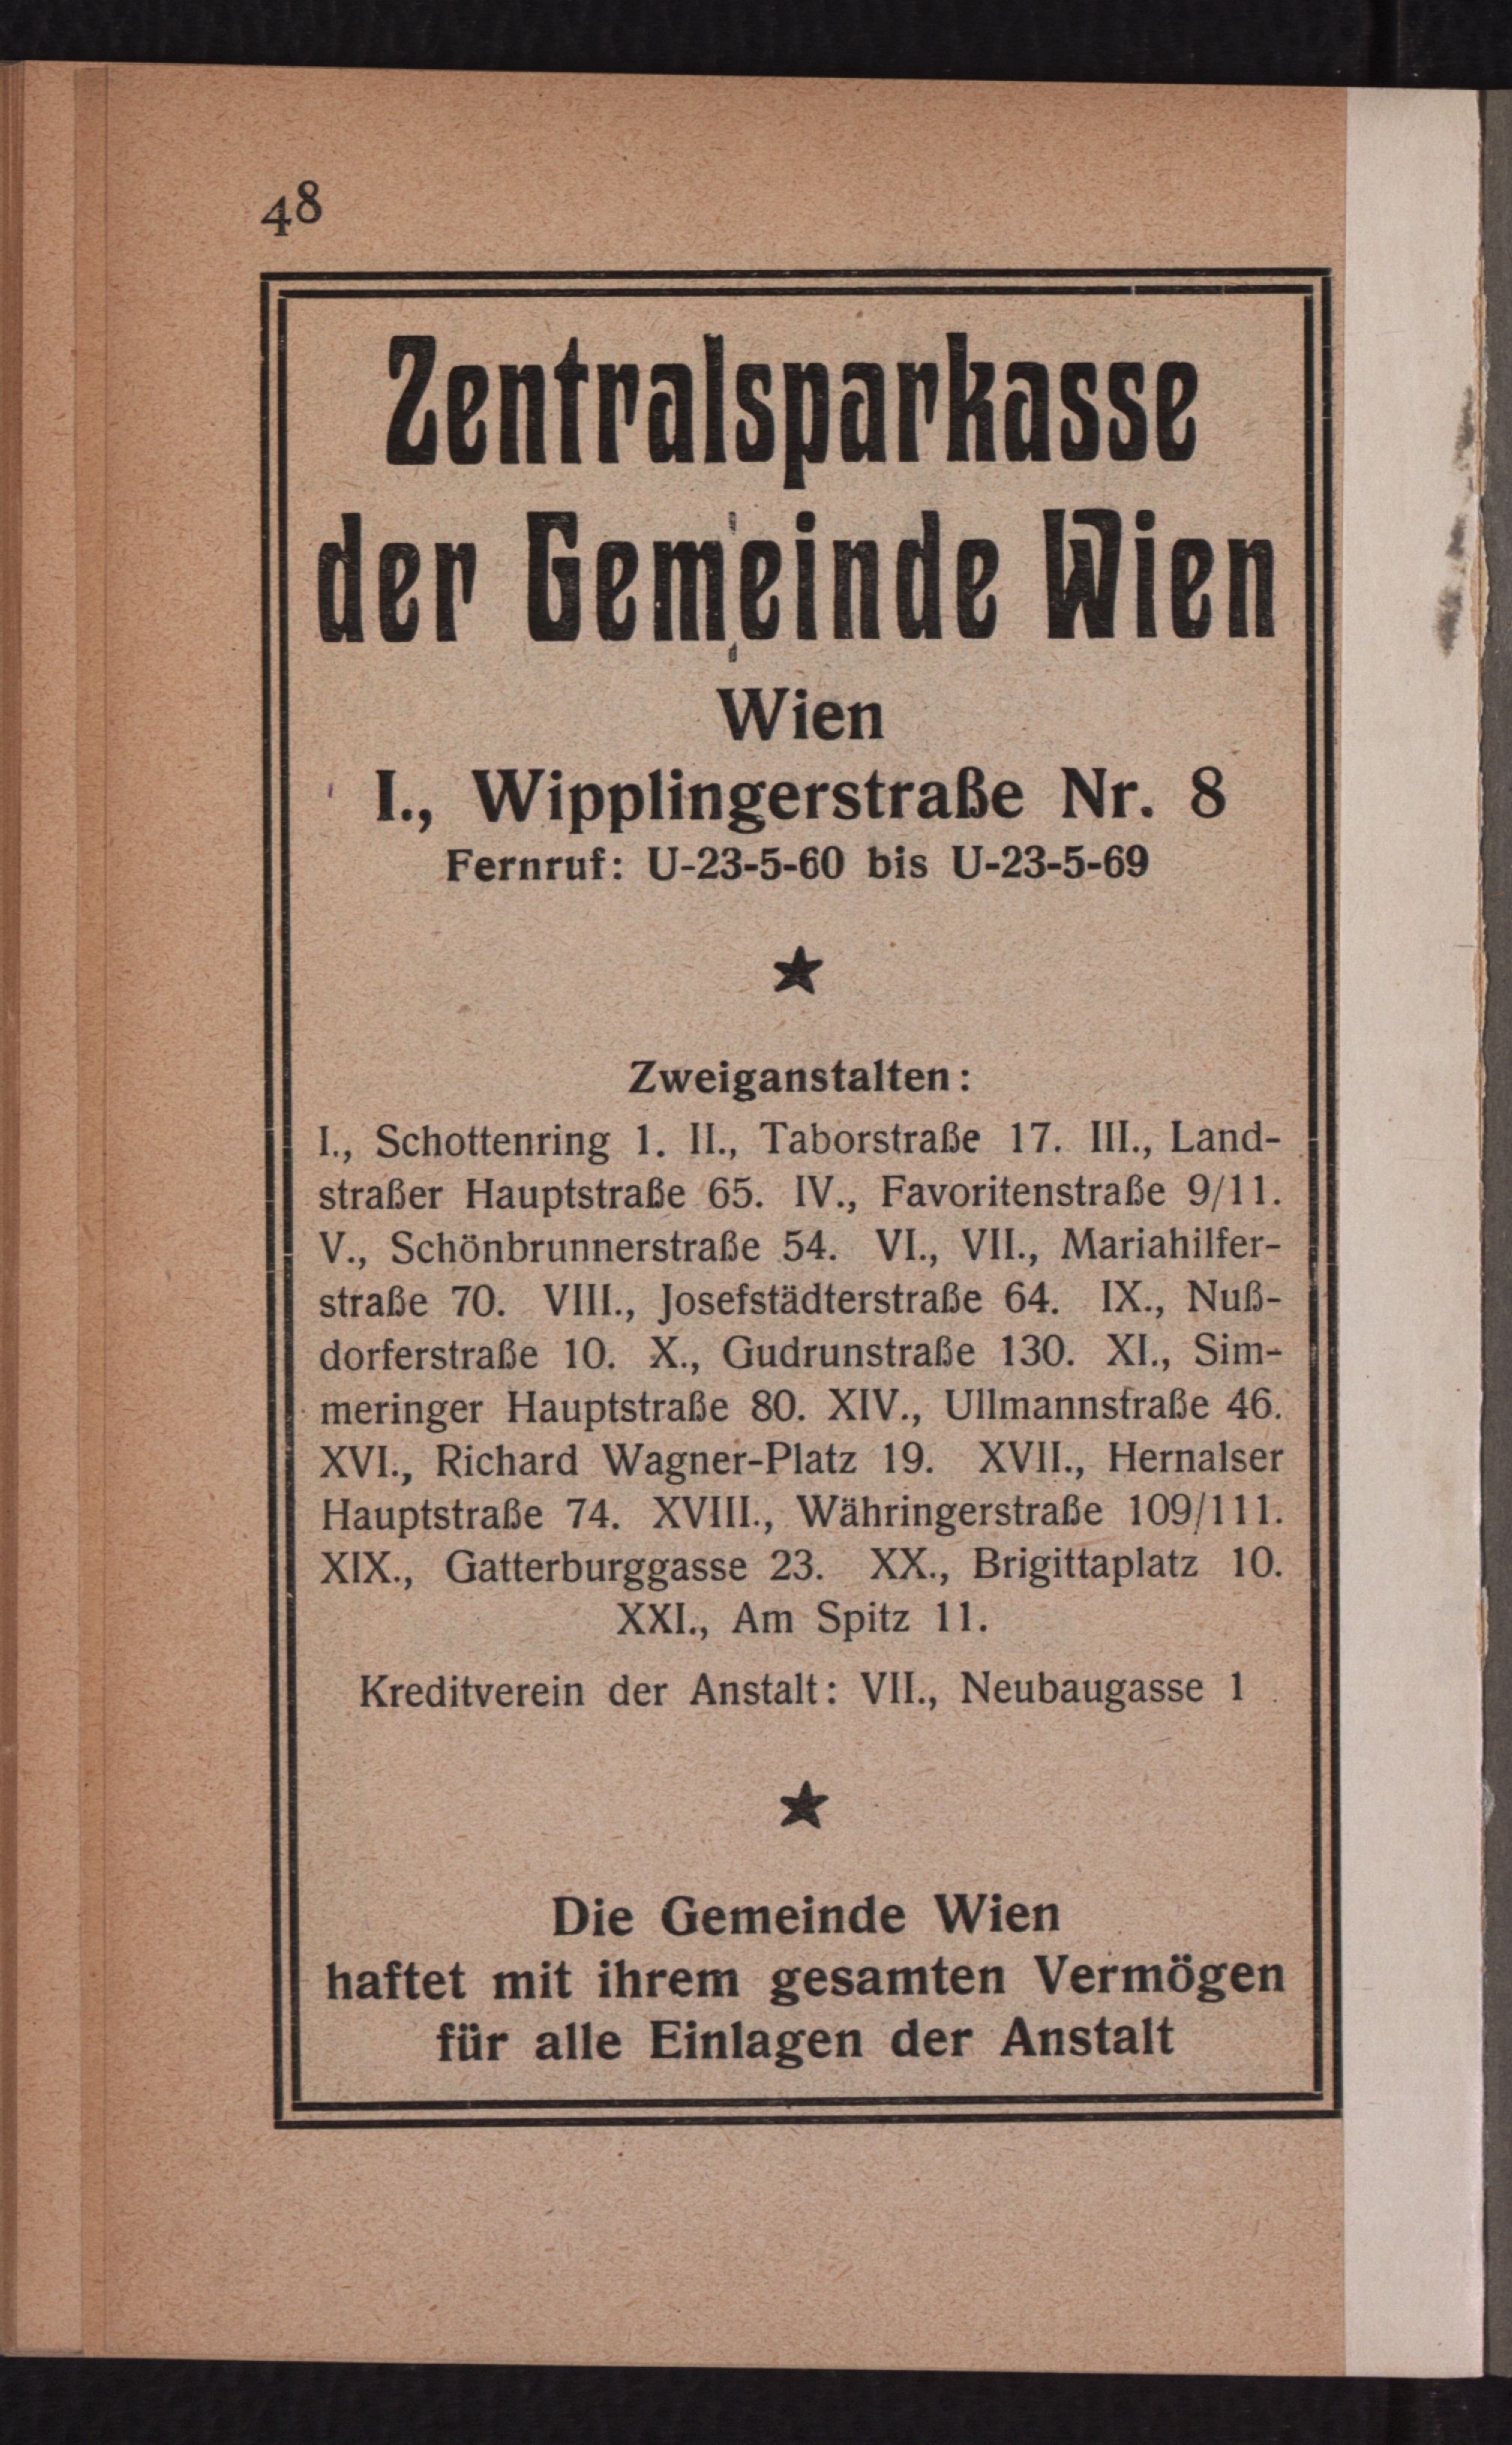 48
Zentralsparkasse
der Gemeinde Wien
Wien
I., Wipplingerstraße Nr. 8
Fernruf: U-23-5-60 bis U-23-5-69
★
Zweiganstalten:
I., Schottenring 1. II., Taborstraße 17. III., Land-
straßer Hauptstraße 65. IV., Favoritenstraße 9/11.
V., Schönbrunnerstraße 54. VI., VII., Mariahilfer-
straße 70. VIII., Josefstädterstraße 64. IX., Nuß-
dorferstraße 10. X., Gudrunstraße 130. XI., Sim-
meringer Hauptstraße 80. XIV., Ullmannstraße 46.
XVI., Richard Wagner-Platz 19. XVII., Hernalser
Hauptstraße 74. XVIII., Währingerstraße 109/111.
XIX., Gatterburggasse 23. XX., Brigittaplatz 10.
XXI., Am Spitz 11.
Kreditverein der Anstalt: VII., Neubaugasse 1
★
Die Gemeinde Wien
haftet mit ihrem gesamten Vermögen
für alle Einlagen der Anstalt